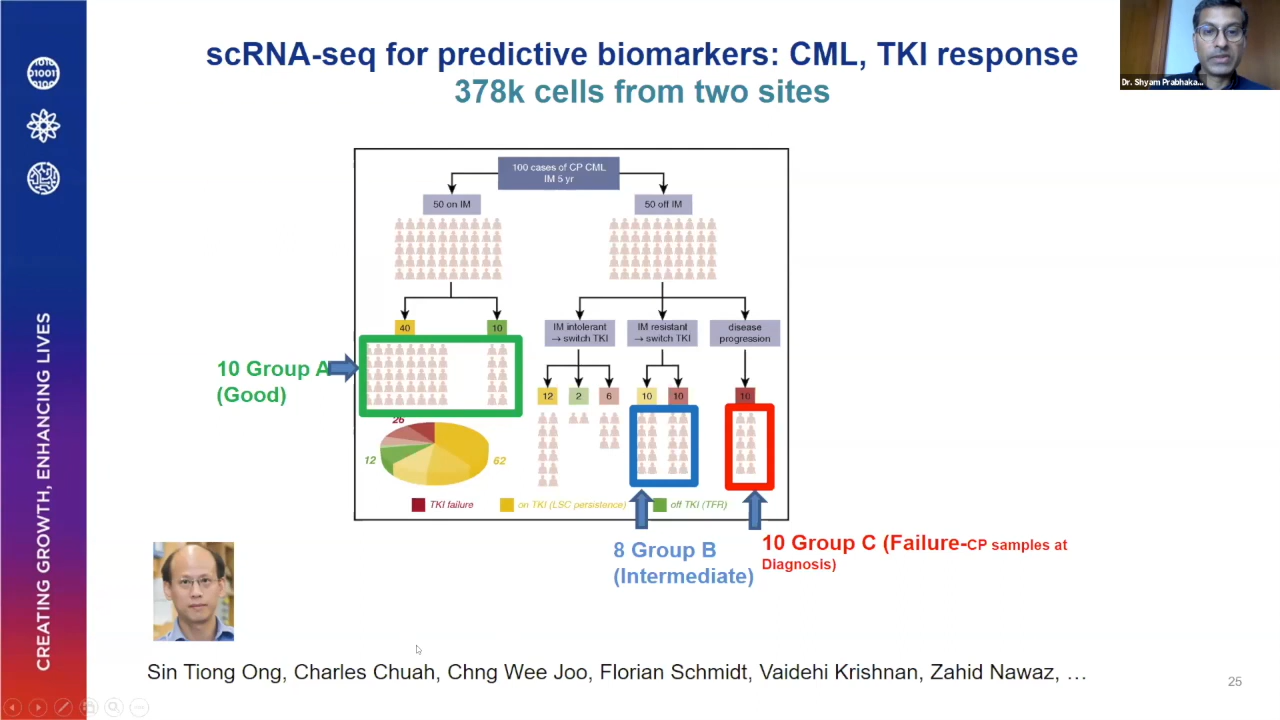 scRNA-seq for predictive biomarkers: CML, TKI response
378k cells from two sites
Dr. Shyam Prabhaka...
01001
CREATING GROWTH, ENHANCING LIVES
100 cases of CP CML
IM 5 yr
50 on IM
50 off IM
40
10
IM intolerant
→ switch TKI
IM resistant
→ switch TKI
disease
progression
12
2
6
10
10
10
10 Group A
(Good)
26
12
62
TKI failure
on TKI (LSC persistence)
off TKI (TFR)
8 Group B
(Intermediate)
10 Group C (Failure-CP samples at
Diagnosis)
Sin Tiong Ong, Charles Chuah, Chng Wee Joo, Florian Schmidt, Vaidehi Krishnan, Zahid Nawaz, …
25